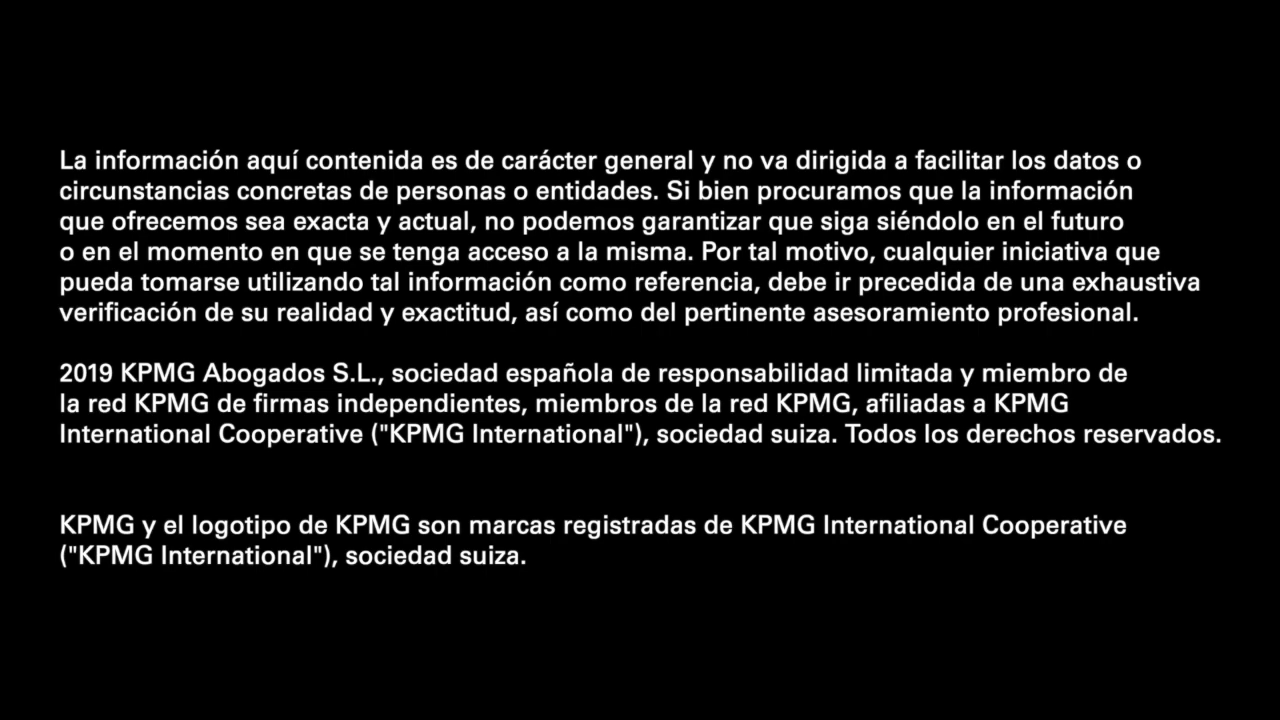 La información aquí contenida es de carácter general y no va dirigida a facilitar los datos o
circunstancias concretas de personas o entidades. Si bien procuramos que la información
que ofrecemos sea exacta y actual, no podemos garantizar que siga siéndolo en el futuro
o en el momento en que se tenga acceso a la misma. Por tal motivo, cualquier iniciativa que
pueda tomarse utilizando tal información como referencia, debe ir precedida de una exhaustiva
verificación de su realidad y exactitud, así como del pertinente asesoramiento profesional.
2019 KPMG Abogados S.L., sociedad española de responsabilidad limitada y miembro de
la red KPMG de firmas independientes, miembros de la red KPMG, afiliadas a KPMG
International Cooperative ("KPMG International"), sociedad suiza. Todos los derechos reservados.
KPMG y el logotipo de KPMG son marcas registradas de KPMG International Cooperative
("KPMG International"), sociedad suiza.